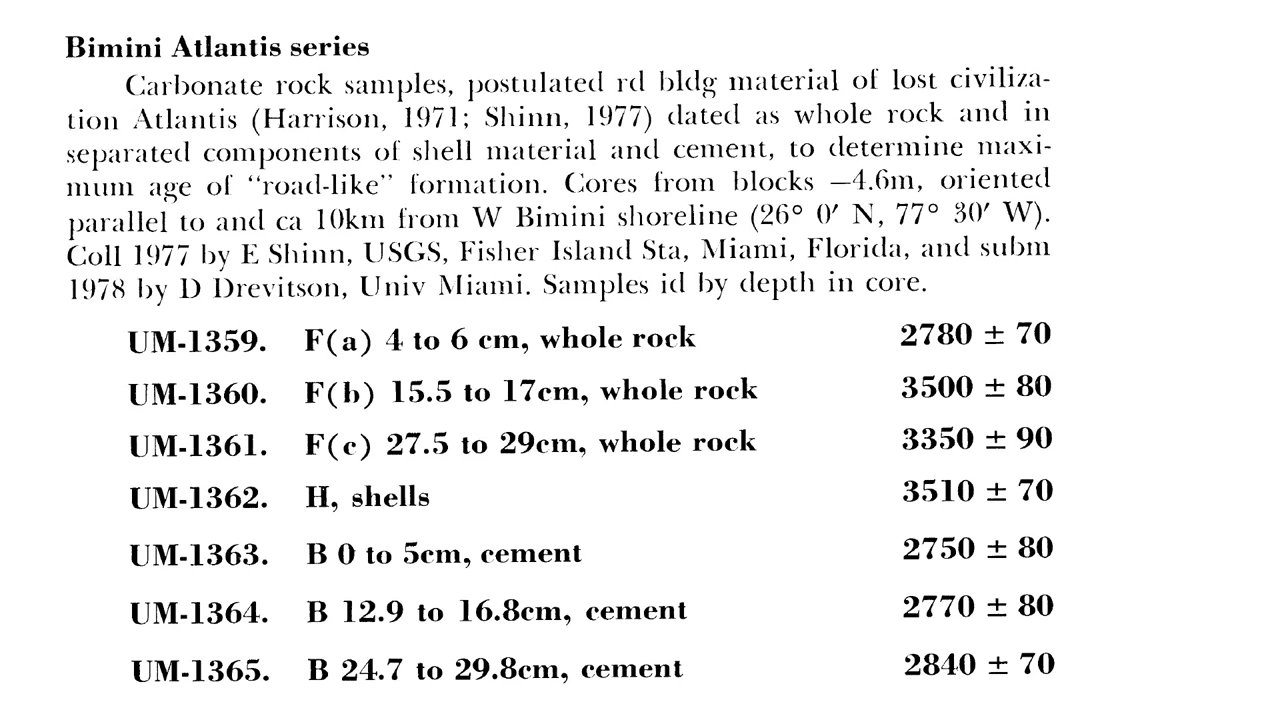 Bimini Atlantis series
Carbonate rock samples, postulated rd bldg material of lost civiliza-
tion Atlantis (Harrison, 1971; Shinn, 1977) dated as whole rock and in
separated components of shell material and cement, to determine maxi-
mum age of “road-like” formation. Cores from blocks —4.6m, oriented
parallel to and ca 10km from W Bimini shoreline (26° 0′ N, 77° 30′ W).
Coll 1977 by E Shinn, USGS, Fisher Island Sta, Miami, Florida, and subm
1978 by D Drevitson, Univ Miami. Samples id by depth in core.
UM-1359. F(a) 4 to 6 cm, whole rock 2780 ± 70
UM-1360. F(b) 15.5 to 17cm, whole rock 3500 ± 80
UM-1361. F(c) 27.5 to 29cm, whole rock 3350 ± 90
UM-1362. H, shells 3510 ± 70
UM-1363. B 0 to 5cm, cement 2750 ± 80
UM-1364. B 12.9 to 16.8cm, cement 2770 ± 80
UM-1365. B 24.7 to 29.8cm, cement 2840 ± 70